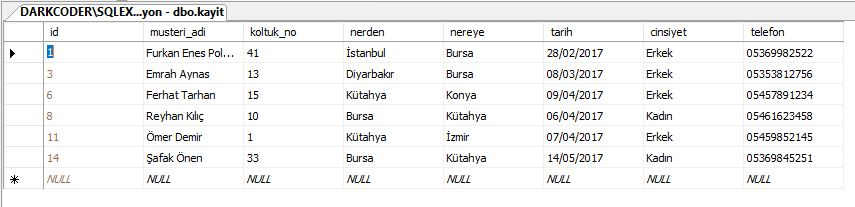 DARKCODER\SQLEX...yon - dbo.kayit
id musteri_adi koltuk_no nerden nereye tarih cinsiyet telefon
1 Furkan Enes Pol... 41 İstanbul Bursa 28/02/2017 Erkek 05369982522
3 Emrah Aynas 13 Diyarbakır Bursa 08/03/2017 Erkek 05353812756
6 Ferhat Tarhan 15 Kütahya Konya 09/04/2017 Erkek 05457891234
8 Reyhan Kılıç 10 Bursa Kütahya 06/04/2017 Kadın 05461623458
11 Ömer Demir 1 Kütahya İzmir 07/04/2017 Erkek 05459852145
14 Şafak Önen 33 Bursa Kütahya 14/05/2017 Kadın 05369845251
NULL NULL NULL NULL NULL NULL NULL NULL